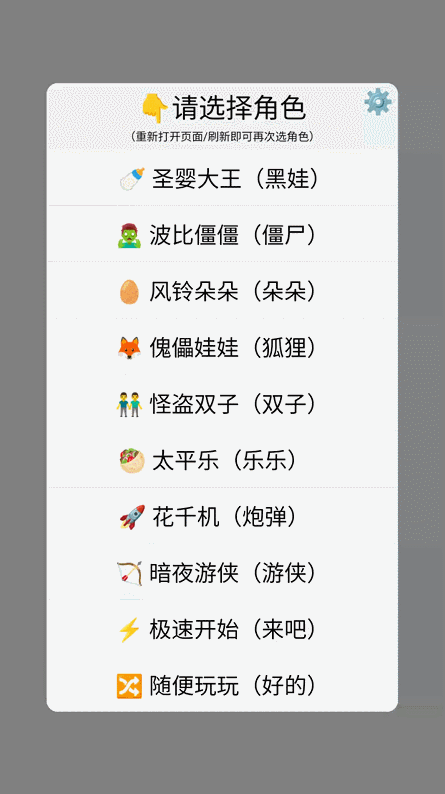 👇请选择角色
（重新打开页面/刷新即可再次选角色）
🍼 圣婴大王（黑娃）
🧟‍♂️ 波比僵僵（僵尸）
🥚 风铃朵朵（朵朵）
🦊 傀儡娃娃（狐狸）
👬 怪盗双子（双子）
🥙 太平乐（乐乐）
🚀 花千机（炮弹）
🏹 暗夜游侠（游侠）
⚡ 极速开始（来吧）
🔀 随便玩玩（好的）